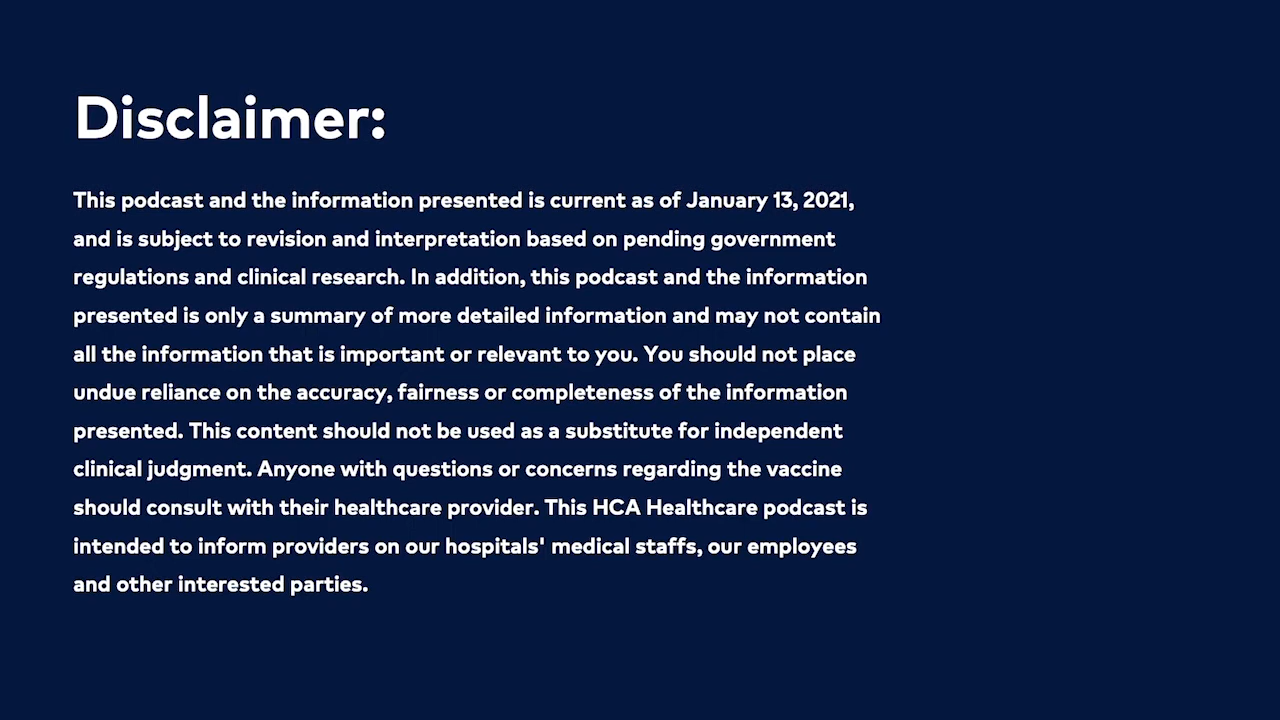 Disclaimer:
This podcast and the information presented is current as of January 13, 2021,
and is subject to revision and interpretation based on pending government
regulations and clinical research. In addition, this podcast and the information
presented is only a summary of more detailed information and may not contain
all the information that is important or relevant to you. You should not place
undue reliance on the accuracy, fairness or completeness of the information
presented. This content should not be used as a substitute for independent
clinical judgment. Anyone with questions or concerns regarding the vaccine
should consult with their healthcare provider. This HCA Healthcare podcast is
intended to inform providers on our hospitals' medical staffs, our employees
and other interested parties.